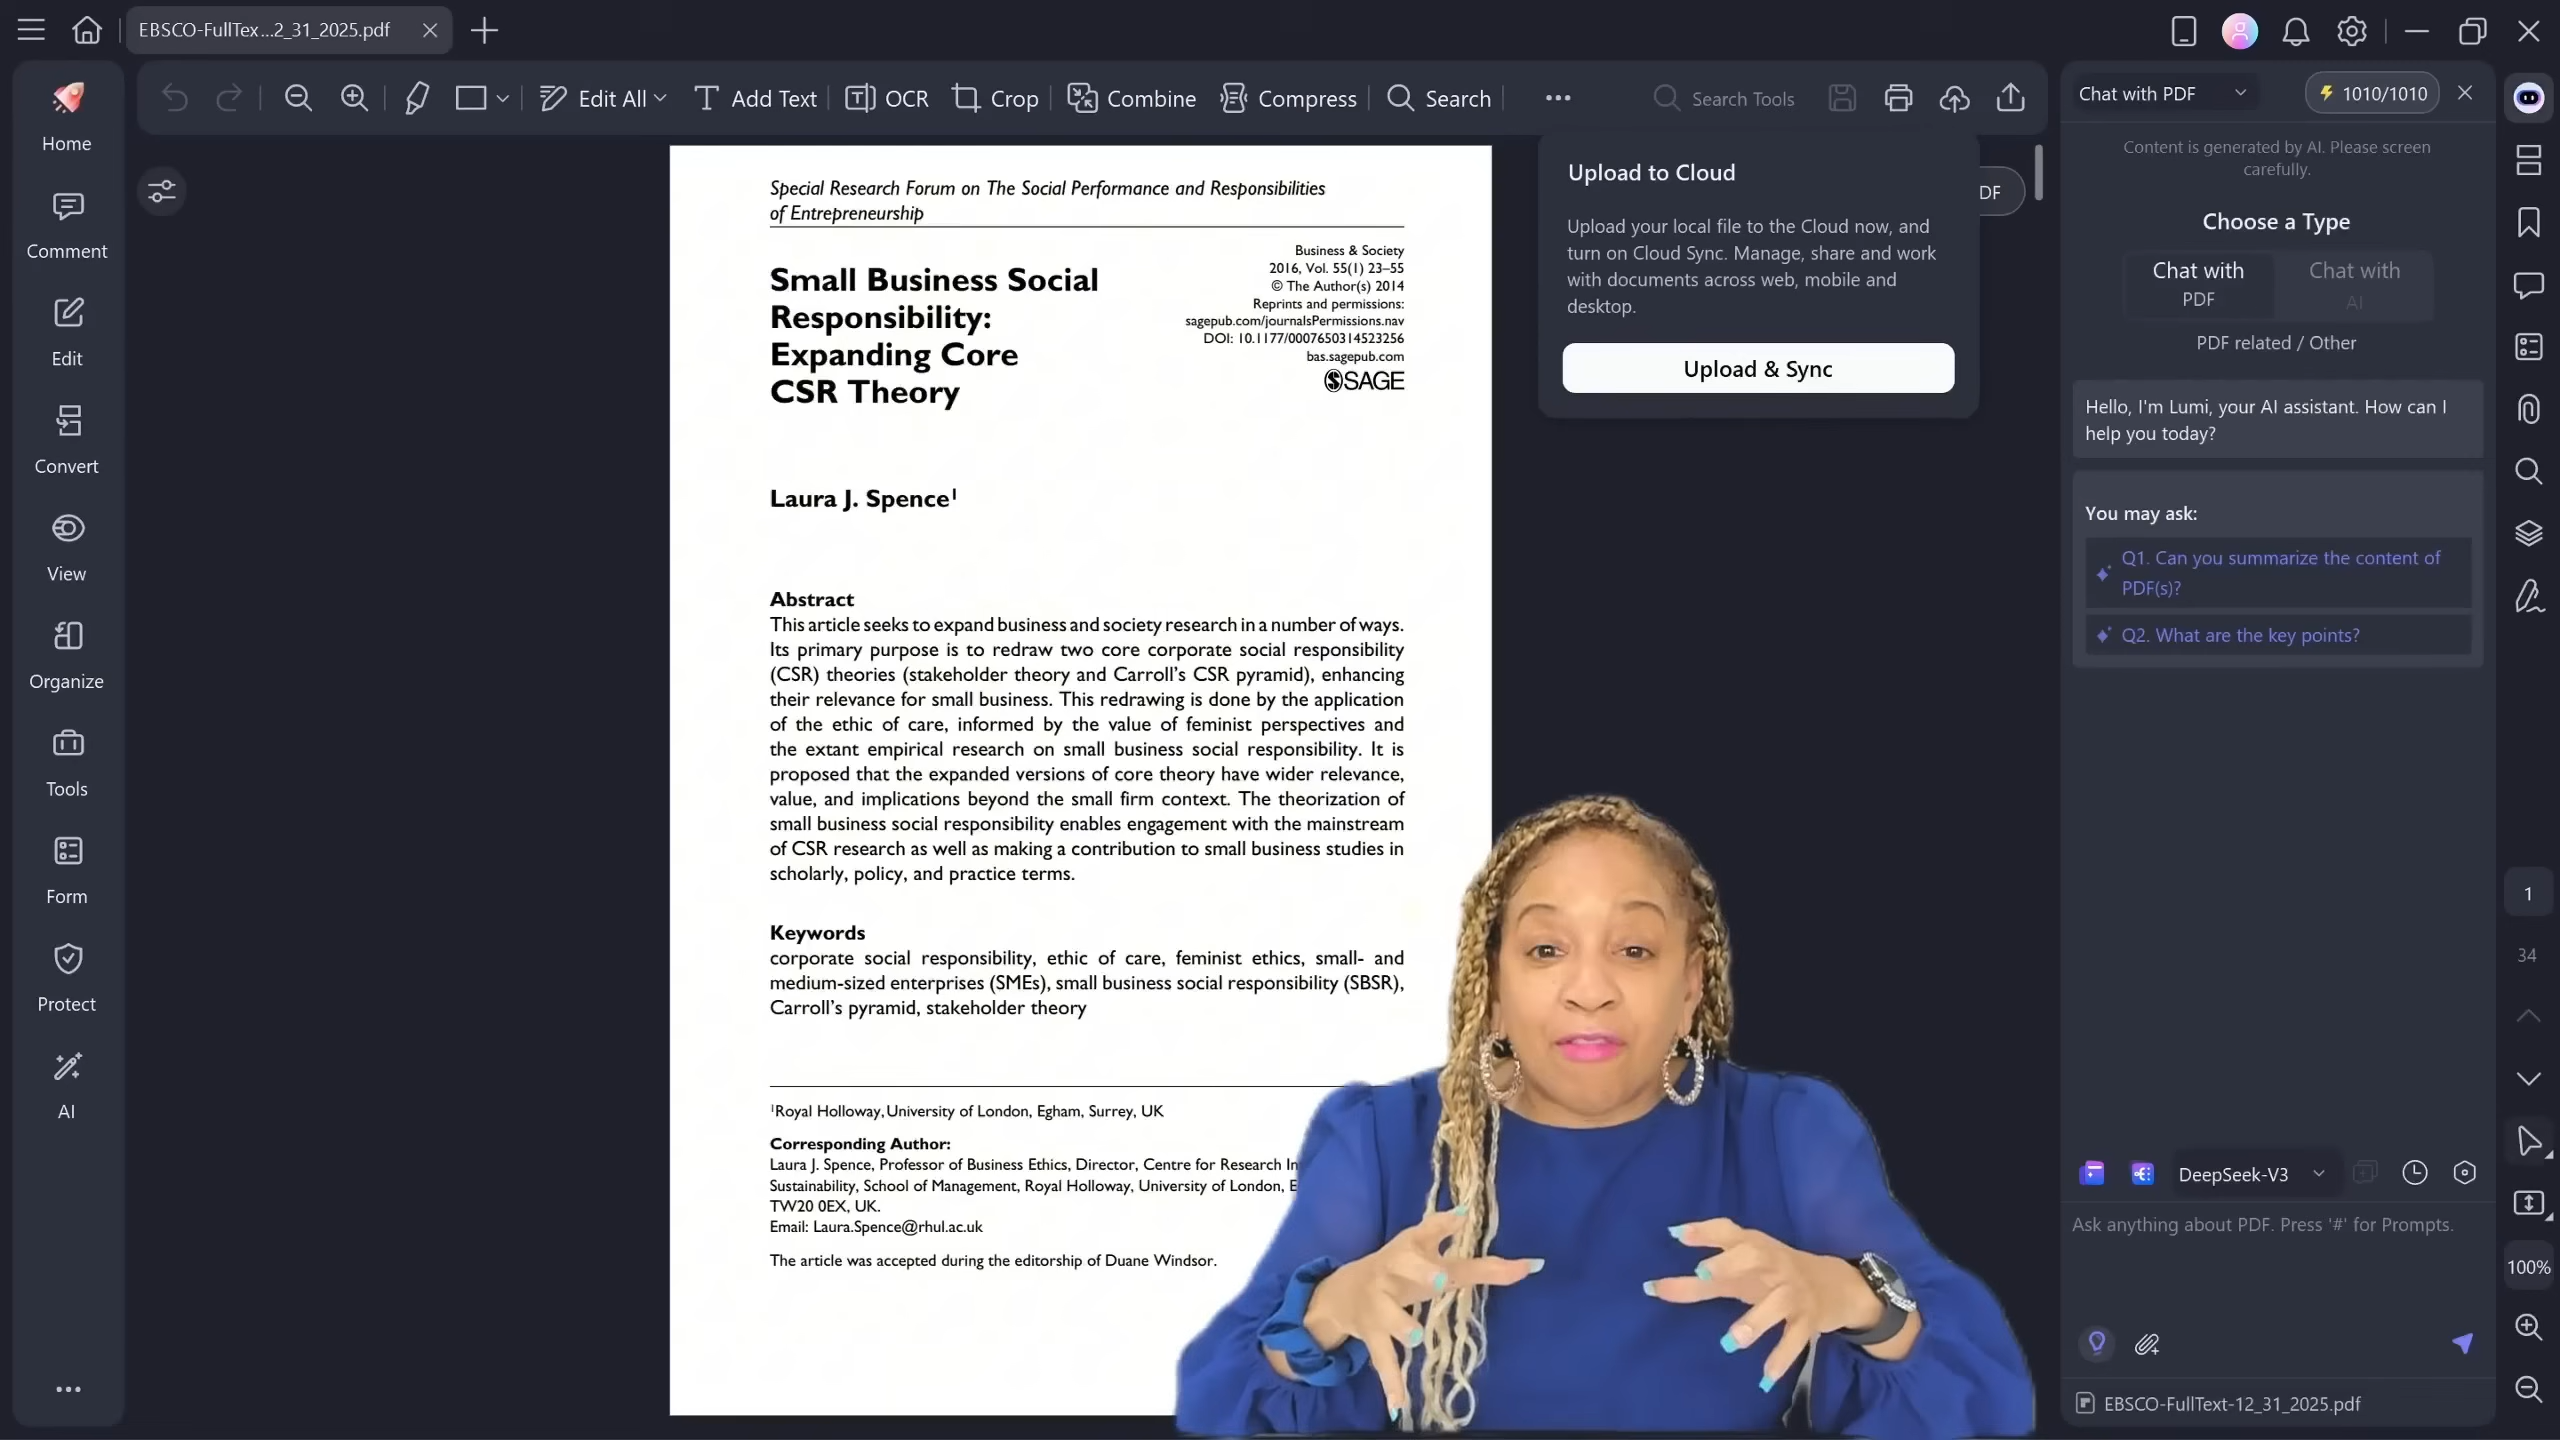 EBSCO-FullTex...2_31_2025.pdf
Edit All
Add Text
OCR
Crop
Combine
Compress
Search
Search Tools
Home
Comment
Edit
Convert
View
Organize
Tools
Form
Protect
AI
Special Research Forum on The Social Performance and Responsibilities
of Entrepreneurship
Small Business Social
Responsibility:
Expanding Core
CSR Theory
Business & Society
2016, Vol. 55(1) 23–55
© The Author(s) 2014
Reprints and permissions:
sagepub.com/journalsPermissions.nav
DOI: 10.1177/0007650314523256
bas.sagepub.com
SAGE
Laura J. Spence1
Abstract
This article seeks to expand business and society research in a number of ways.
Its primary purpose is to redraw two core corporate social responsibility
(CSR) theories (stakeholder theory and Carroll's CSR pyramid), enhancing
their relevance for small business. This redrawing is done by the application
of the ethic of care, informed by the value of feminist perspectives and
the extant empirical research on small business social responsibility. It is
proposed that the expanded versions of core theory have wider relevance,
value, and implications beyond the small firm context. The theorization of
small business social responsibility enables engagement with the mainstream
of CSR research as well as making a contribution to small business studies in
scholarly, policy, and practice terms.
Keywords
corporate social responsibility, ethic of care, feminist ethics, small- and
medium-sized enterprises (SMEs), small business social responsibility (SBSR),
Carroll's pyramid, stakeholder theory
1Royal Holloway, University of London, Egham, Surrey, UK
Corresponding Author:
Laura J. Spence, Professor of Business Ethics, Director, Centre for Research In
Sustainability, School of Management, Royal Holloway, University of London, E
TW20 0EX, UK.
Email: Laura.Spence@rhul.ac.uk
The article was accepted during the editorship of Duane Windsor.
Upload to Cloud
Upload your local file to the Cloud now, and
turn on Cloud Sync. Manage, share and work
with documents across web, mobile and
desktop.
Upload & Sync
DF
Chat with PDF
1010/1010
Content is generated by AI. Please screen
carefully.
Choose a Type
Chat with
PDF
Chat with
AI
PDF related / Other
Hello, I'm Lumi, your AI assistant. How can I
help you today?
You may ask:
Q1. Can you summarize the content of
PDF(s)?
Q2. What are the key points?
DeepSeek-V3
Ask anything about PDF. Press '#' for Prompts.
EBSCO-FullText-12_31_2025.pdf
1
34
100%